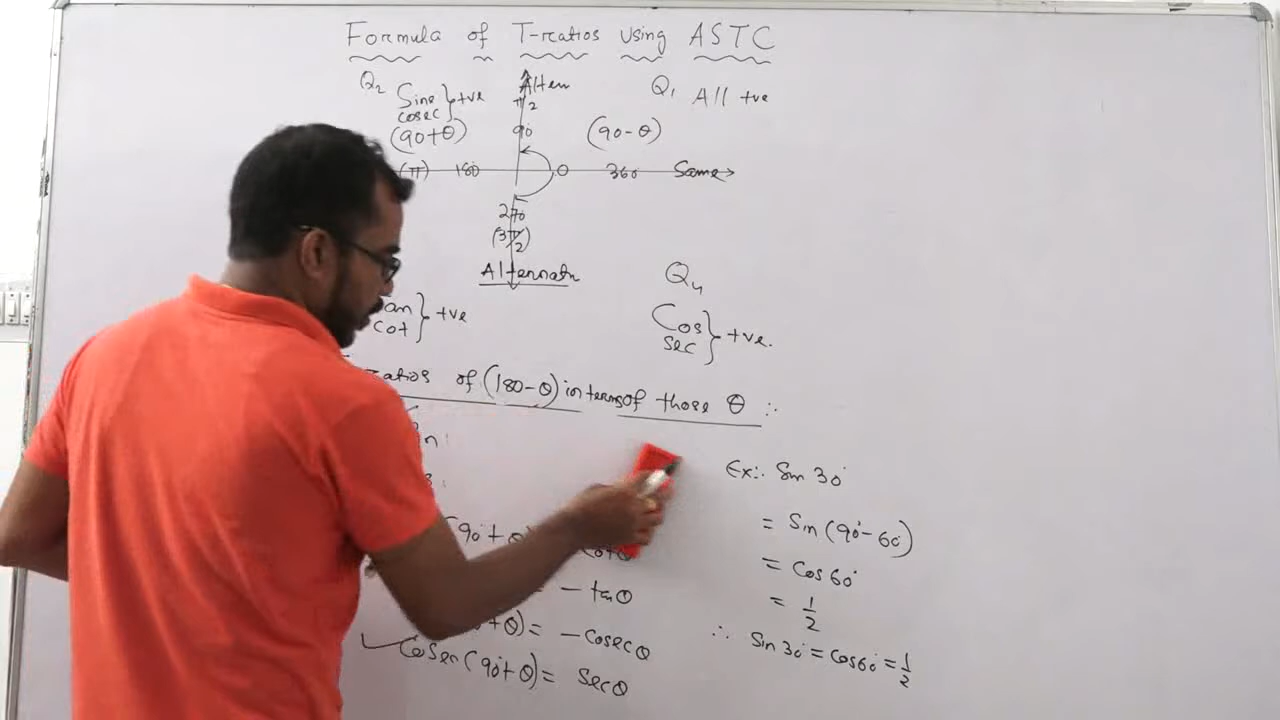 Formula of T-ratios using ASTC
Q2 Sine cosec } +ve
Q1 All +ve
π/2
(90+θ) 90 (90-θ)
(π) 180 0 360 Same
270
(3π/2)
Alternate
Q4
cot } +ve
Cos sec } +ve.
of (180-θ) in terms of those θ :
Ex:. Sin 30°
= Sin (90°-60°)
= Cos 60°
= 1/2
∴ Sin 30° = Cos 60° = 1/2
(90°+θ)
= - tanθ
+θ) = - cosecθ
Cosec (90°+θ) = secθ